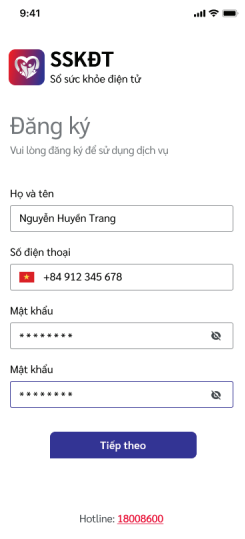 9:41
SSKĐT
Sổ sức khỏe điện tử
Đăng ký
Vui lòng đăng ký để sử dụng dịch vụ
Họ và tên
Nguyễn Huyền Trang
Số điện thoại
+84 912 345 678
Mật khẩu
********
Mật khẩu
********
Tiếp theo
Hotline: 18008600